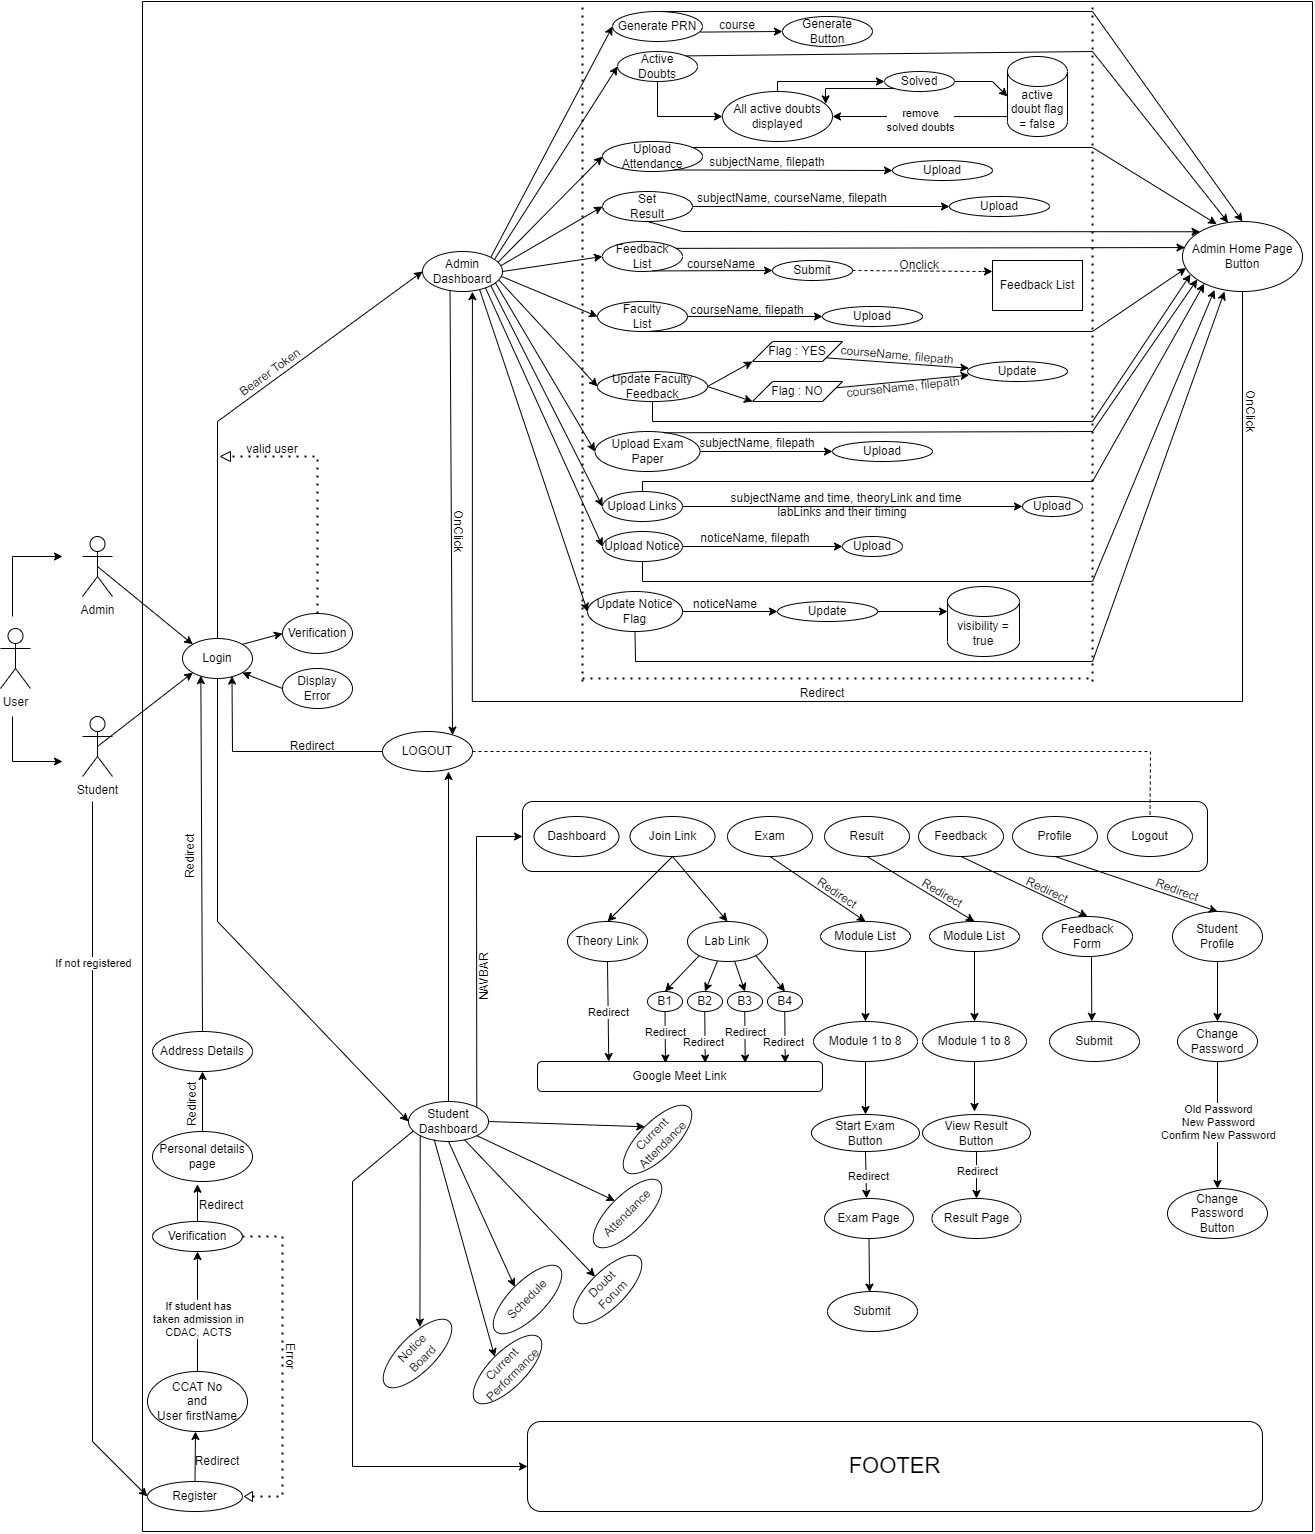 Generate PRN
course
Generate
Button
Active
Doubts
Solved
All active doubts
displayed
remove
solved doubts
active
doubt flag
= false
Upload
Attendance
subjectName, filepath
Upload
Set
Result
subjectName, courseName, filepath
Upload
Feedback
List
courseName
Submit
Onclick
Feedback List
Admin Home Page
Button
Admin
Dashboard
Faculty
List
courseName, filepath
Upload
Bearer Token
Update Faculty
Feedback
Flag : YES
courseName, filepath
Flag : NO
courseName, filepath
Update
OnClick
valid user
Upload Exam
Paper
subjectName, filepath
Upload
Upload Links
subjectName and time, theoryLink and time
labLinks and their timing
Upload
OnClick
Upload Notice
noticeName, filepath
Upload
Update Notice
Flag
noticeName
Update
visibility =
true
Admin
User
Student
Login
Verification
Display
Error
Redirect
LOGOUT
Redirect
Dashboard
Join Link
Exam
Result
Feedback
Profile
Logout
Redirect
Redirect
Redirect
Redirect
Redirect
NAVBAR
Theory Link
Lab Link
Module List
Module List
Feedback
Form
Student
Profile
If not registered
B1
B2
B3
B4
Redirect
Redirect
Redirect
Redirect
Redirect
Google Meet Link
Module 1 to 8
Module 1 to 8
Submit
Change
Password
Address Details
Redirect
Student
Dashboard
Start Exam
Button
View Result
Button
Old Password
New Password
Confirm New Password
Current
Attendance
Personal details
page
Redirect
Redirect
Redirect
Attendance
Exam Page
Result Page
Change
Password
Button
Verification
Doubt
Forum
Schedule
If student has
taken admission in
CDAC, ACTS
Submit
Notice
Board
Current
Performance
Error
CCAT No
and
User firstName
Redirect
Register
FOOTER